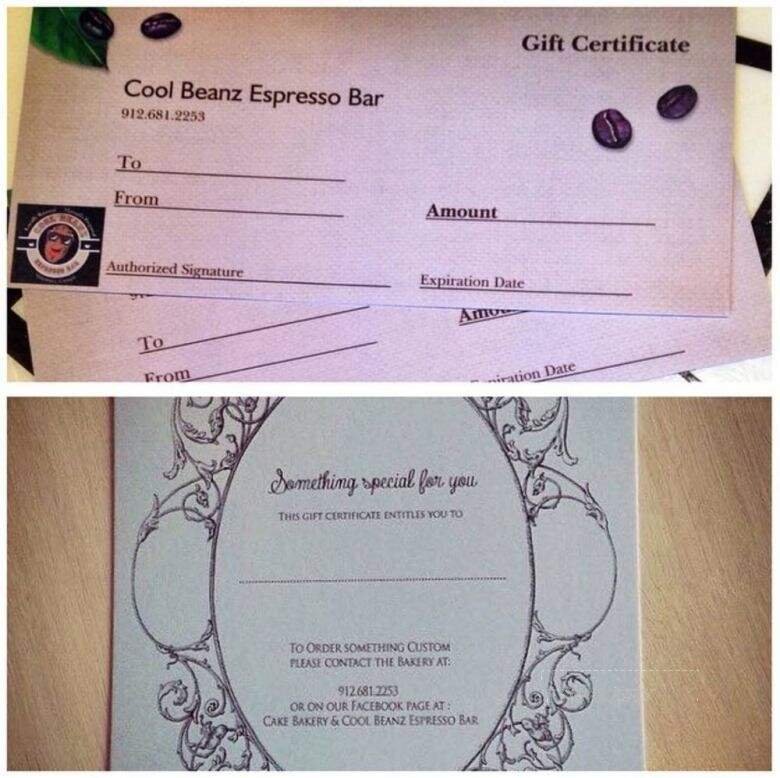 Gift Certificate
Cool Beanz Espresso Bar
912.681.2253
To
From
Amount
Authorized Signature
Expiration Date
To
From
Date
Something special for you
THIS GIFT CERTIFICATE ENTITLES YOU TO
TO ORDER SOMETHING CUSTOM
PLEASE CONTACT THE BAKERY AT:
912.681.2253
OR ON OUR FACEBOOK PAGE AT :
CAKE BAKERY & COOL BEANZ ESPRESSO BAR